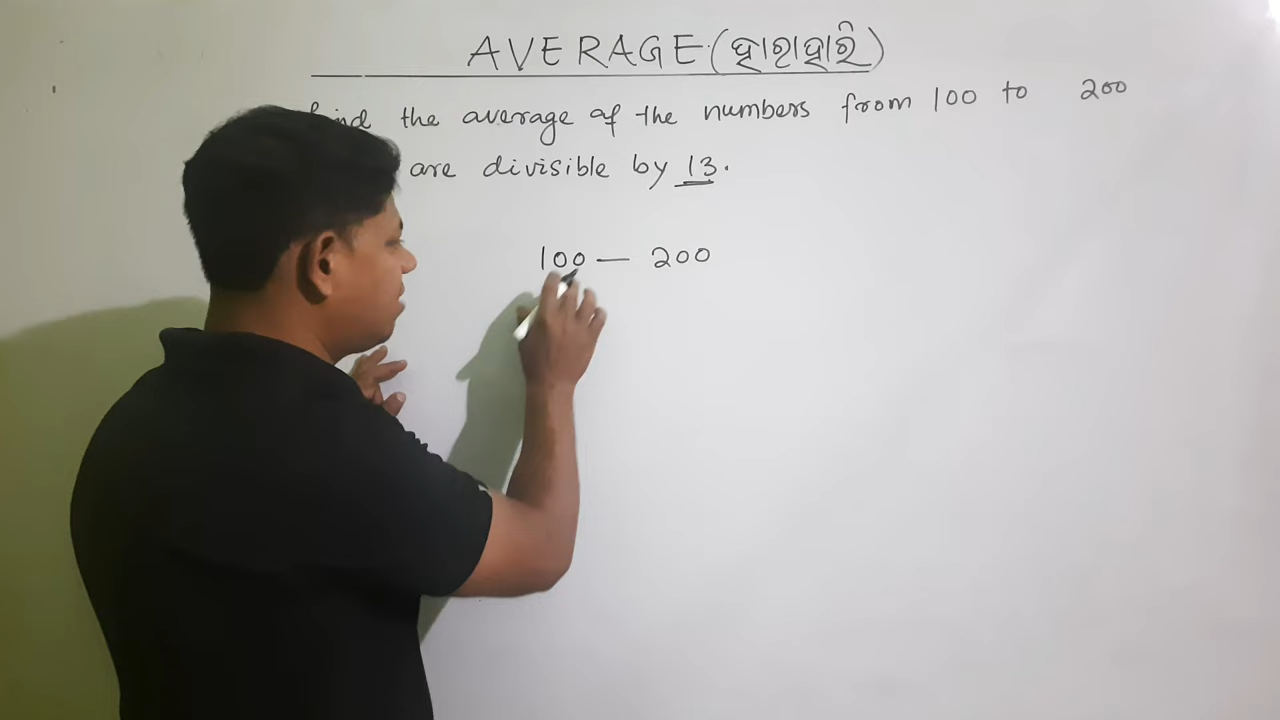 AVERAGE (ହାରାହାରି)
find the average of the numbers from 100 to 200
are divisible by 13.
100 — 200